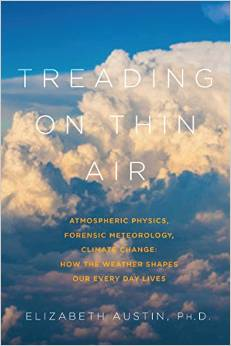 TREADING
ON THIN
AIR
ATMOSPHERIC PHYSICS,
FORENSIC METEOROLOGY,
CLIMATE CHANGE:
HOW THE WEATHER SHAPES
OUR EVERY DAY LIVES
ELIZABETH AUSTIN, PH.D.